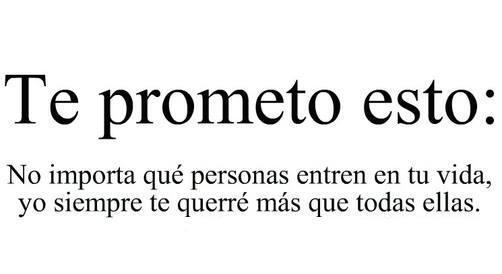 Te prometo esto:
No importa qué personas entren en tu vida,
yo siempre te querré más que todas ellas.